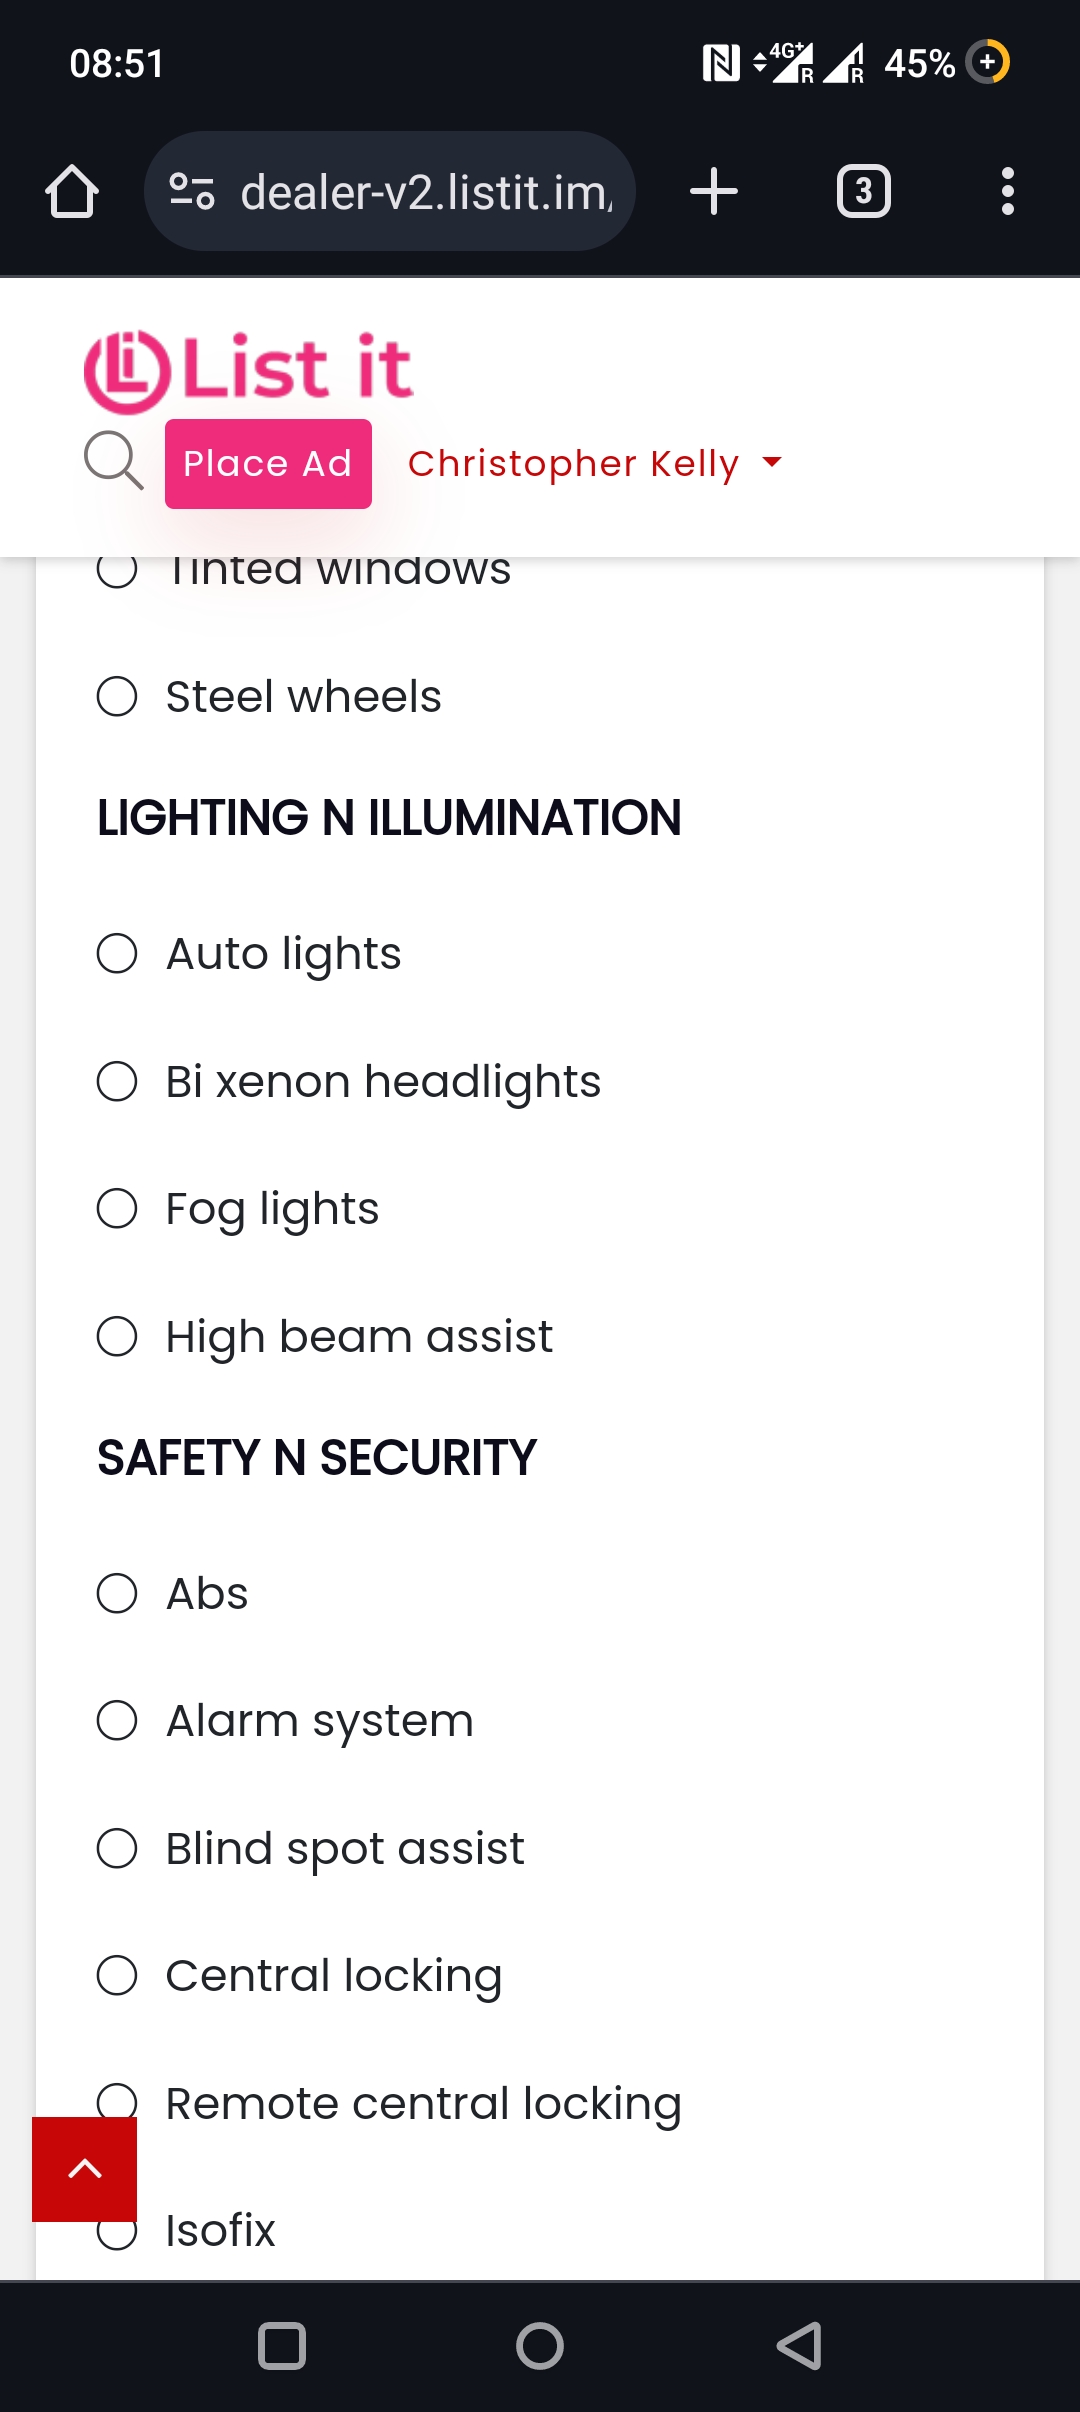 08:51
4G+
R
R
45%
dealer-v2.listit.im
3
List it
Place Ad
Christopher Kelly
Tinted windows
Steel wheels
LIGHTING N ILLUMINATION
Auto lights
Bi xenon headlights
Fog lights
High beam assist
SAFETY N SECURITY
Abs
Alarm system
Blind spot assist
Central locking
Remote central locking
Isofix